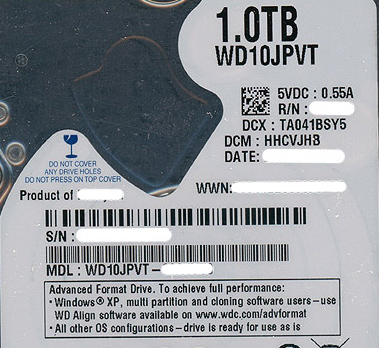 1.0TB
WD10JPVT
5VDC : 0.55A
R/N :
DCX : TA041BSY5
DCM : HHCVJH3
DATE:
DO NOT COVER
ANY DRIVE HOLES
DO NOT PRESS ON TOP COVER
Product of
WWN:
S/N :
MDL : WD10JPVT-
Advanced Format Drive. To achieve full performance:
• Windows® XP, multi partition and cloning software users – use
WD Align software available on www.wdc.com/advformat
• All other OS configurations – drive is ready for use as is